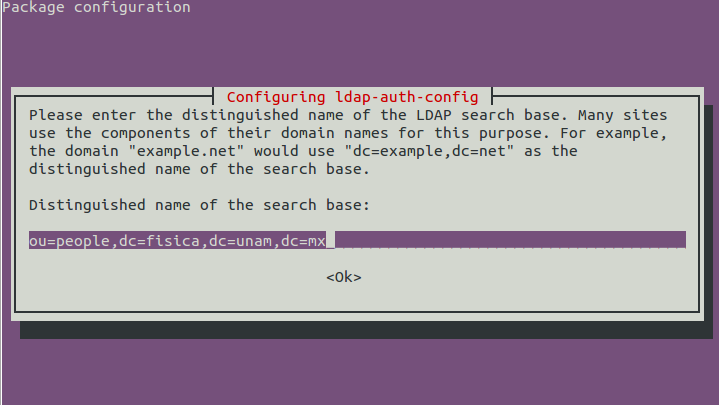 Package configuration
Configuring ldap-auth-config
Please enter the distinguished name of the LDAP search base. Many sites
use the components of their domain names for this purpose. For example,
the domain "example.net" would use "dc=example,dc=net" as the
distinguished name of the search base.
Distinguished name of the search base:
ou=people,dc=fisica,dc=unam,dc=mx
<Ok>